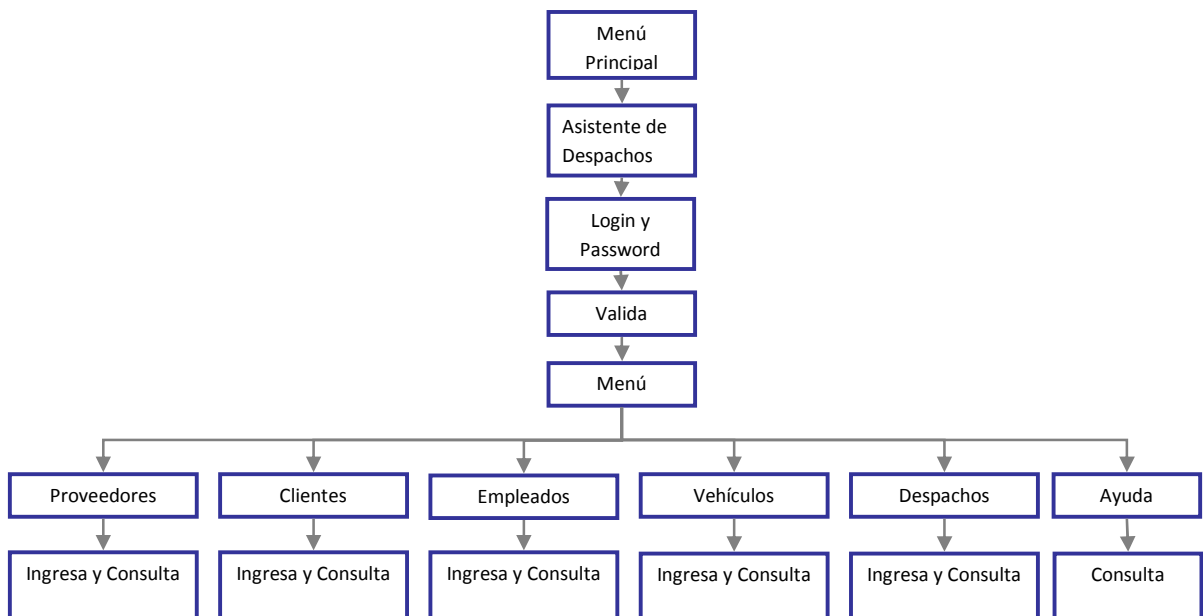 Menú
Principal
Asistente de
Despachos
Login y
Password
Valida
Menú
Proveedores
Clientes
Empleados
Vehículos
Despachos
Ayuda
Ingresa y Consulta
Ingresa y Consulta
Ingresa y Consulta
Ingresa y Consulta
Ingresa y Consulta
Consulta